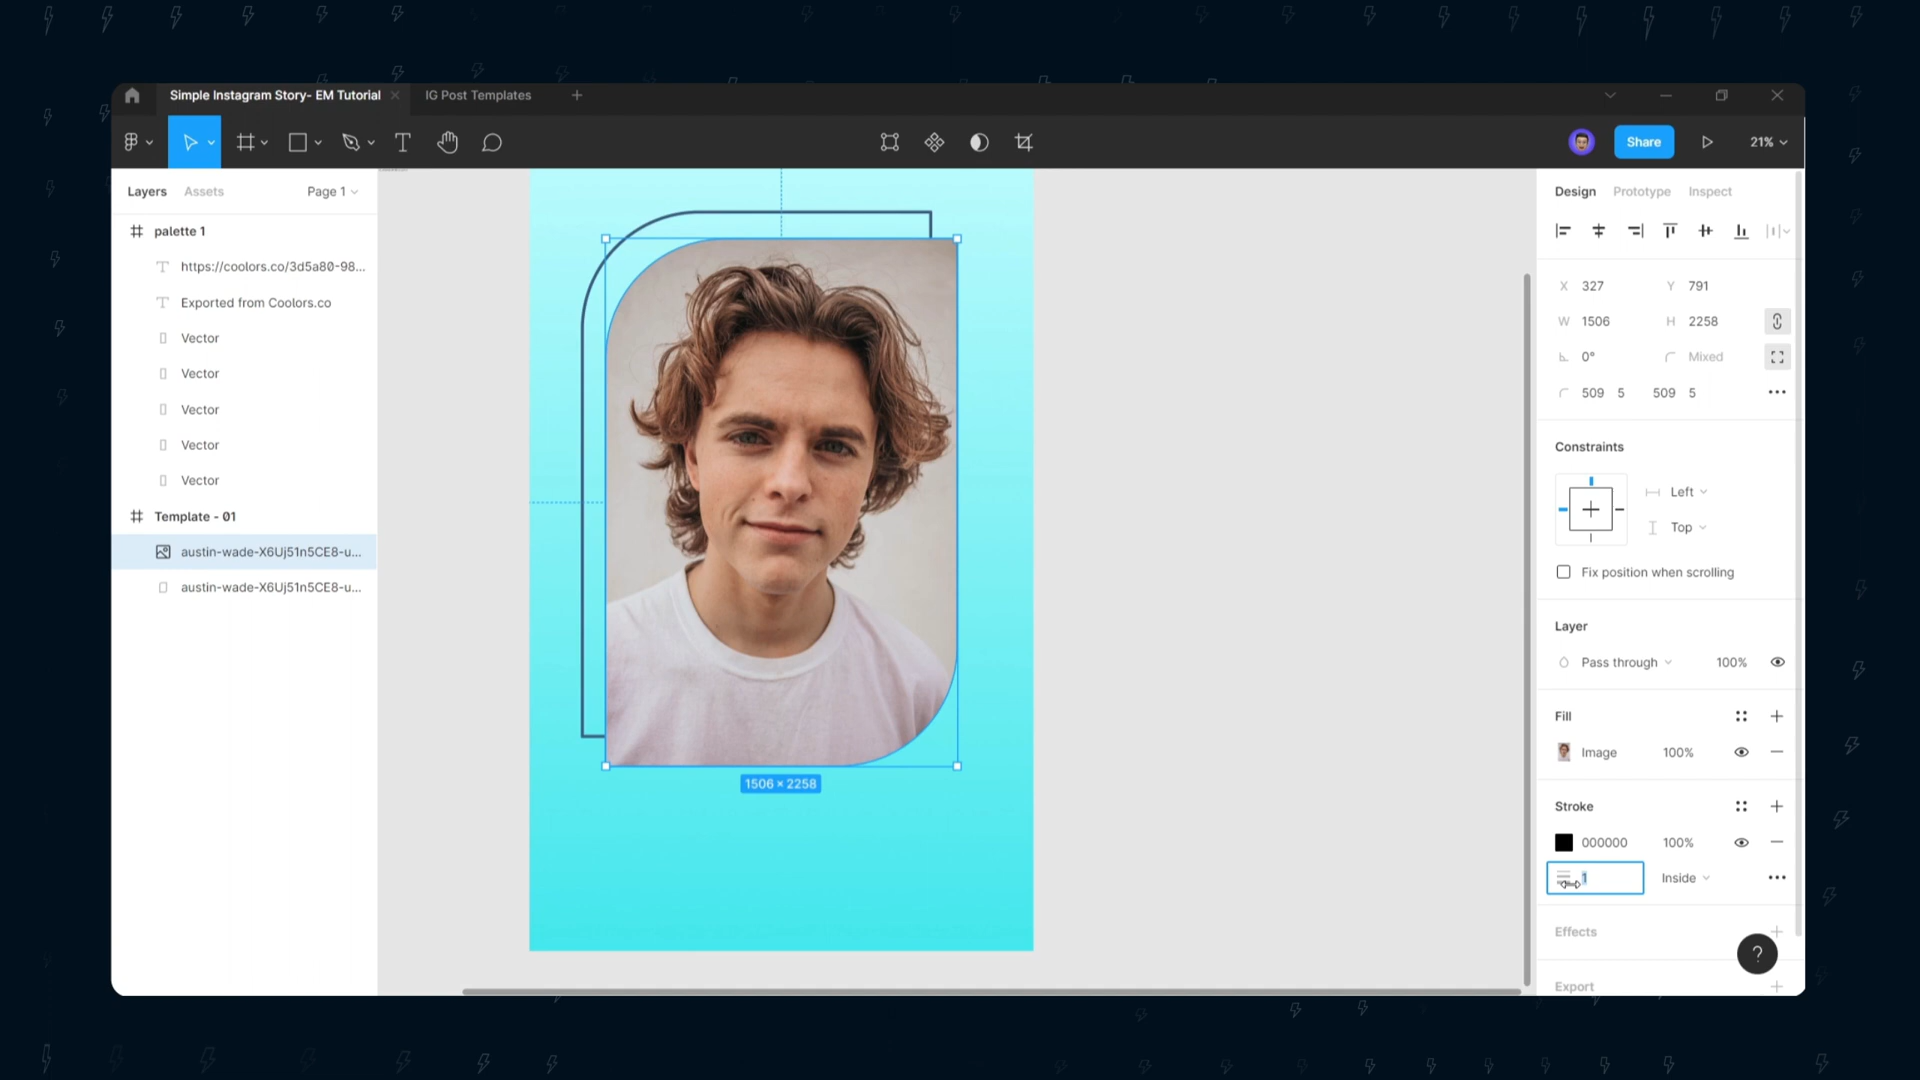 Simple Instagram Story- EM Tutorial
IG Post Templates
Share
21%
Layers
Assets
Page 1
palette 1
https://coolors.co/3d5a80-98...
Exported from Coolors.co
Vector
Vector
Vector
Vector
Vector
Template - 01
austin-wade-X6Uj51n5CE8-u...
austin-wade-X6Uj51n5CE8-u...
1506 × 2258
Design
Prototype
Inspect
X 327
Y 791
W 1506
H 2258
0°
Mixed
509 5 509 5
Constraints
Left
Top
Fix position when scrolling
Layer
Pass through
100%
Fill
Image
100%
Stroke
000000
100%
1
Inside
Effects
?
Export